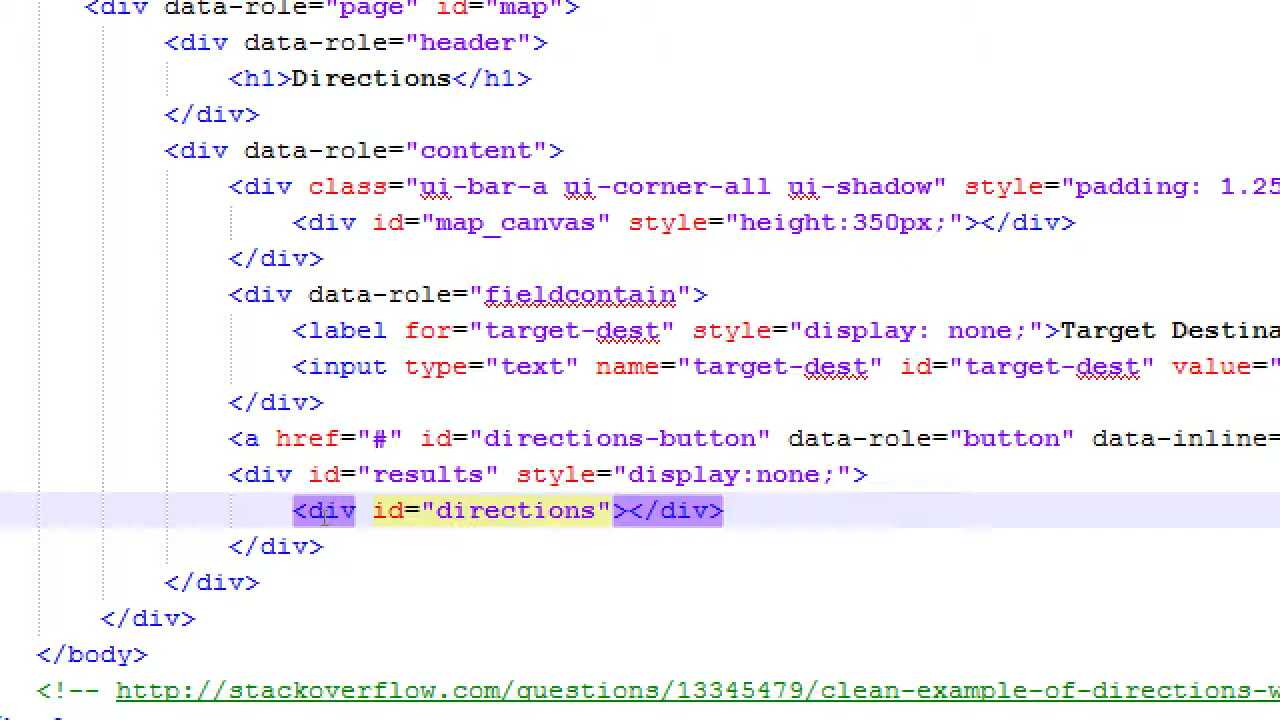 <div data-role="page" id="map">
<div data-role="header">
<h1>Directions</h1>
</div>
<div data-role="content">
<div class="ui-bar-a ui-corner-all ui-shadow" style="padding: 1.25
<div id="map_canvas" style="height:350px;"></div>
</div>
<div data-role="fieldcontain">
<label for="target-dest" style="display: none;">Target Destina
<input type="text" name="target-dest" id="target-dest" value="
</div>
<a href="#" id="directions-button" data-role="button" data-inline=
<div id="results" style="display:none;">
<div id="directions"></div>
</div>
</div>
</div>
</body>
<!-- http://stackoverflow.com/questions/13345479/clean-example-of-directions-w